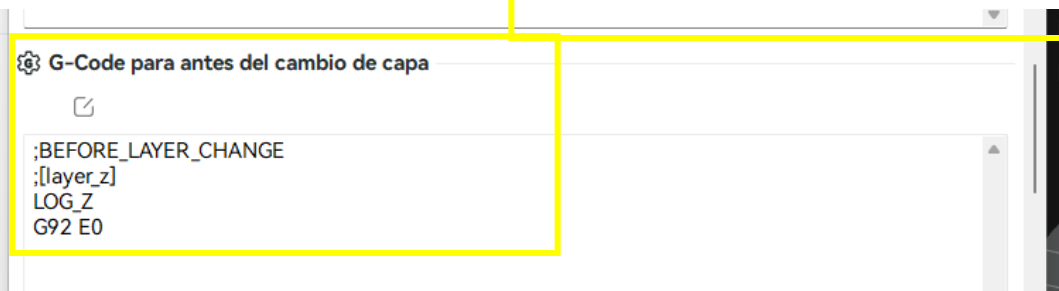 G-Code para antes del cambio de capa
;BEFORE_LAYER_CHANGE
;[layer_z]
LOG_Z
G92 E0